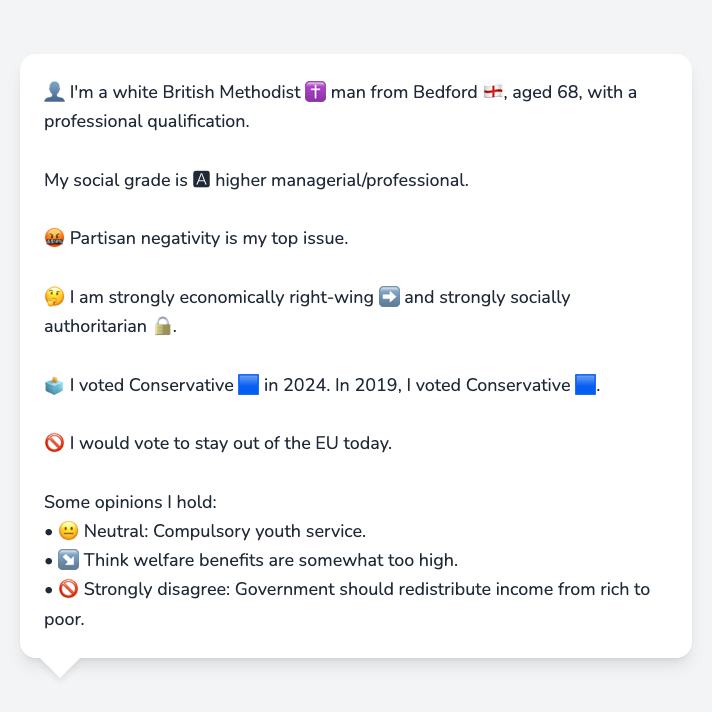 👤 I'm a white British Methodist ✝️ man from Bedford 🏴󠁧󠁢󠁥󠁮󠁧󠁿, aged 68, with a
professional qualification.
My social grade is 🅰 higher managerial/professional.
🤬 Partisan negativity is my top issue.
🤔 I am strongly economically right-wing ➡️ and strongly socially
authoritarian 🔒.
🗳️ I voted Conservative 🟦 in 2024. In 2019, I voted Conservative 🟦.
🚫 I would vote to stay out of the EU today.
Some opinions I hold:
• 😐 Neutral: Compulsory youth service.
• ↘️ Think welfare benefits are somewhat too high.
• 🚫 Strongly disagree: Government should redistribute income from rich to
poor.